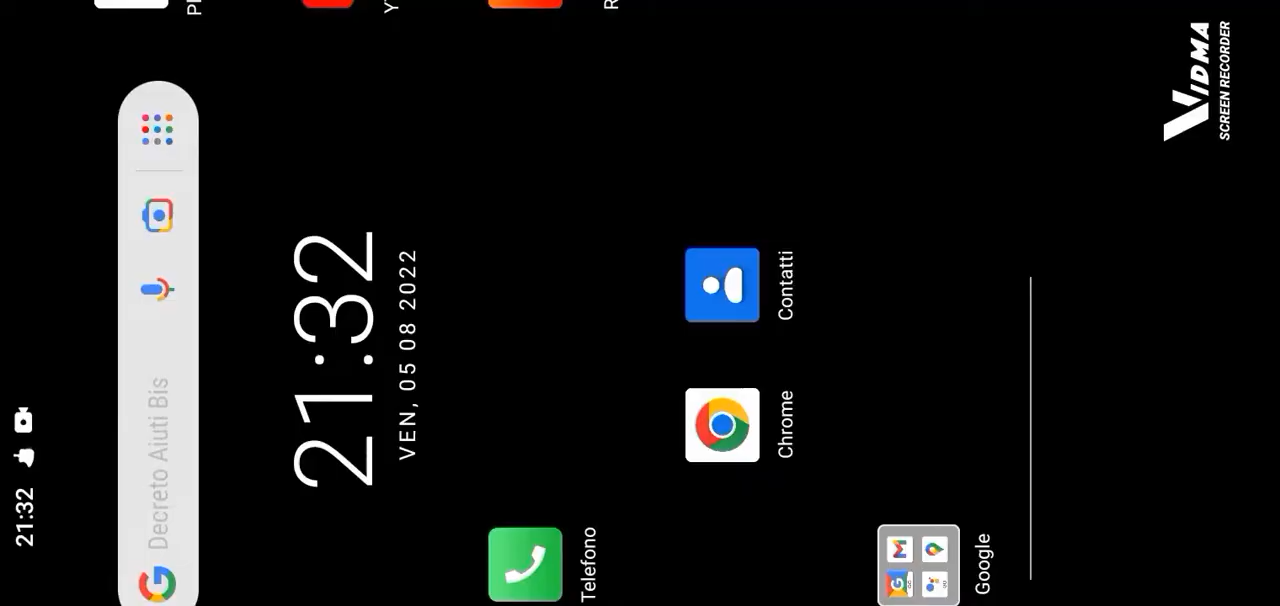 21:32
Decreto Aiuti Bis
21:32
VEN, 05 08 2022
Telefono
Chrome
Contatti
Google
VIDMA
SCREEN RECORDER